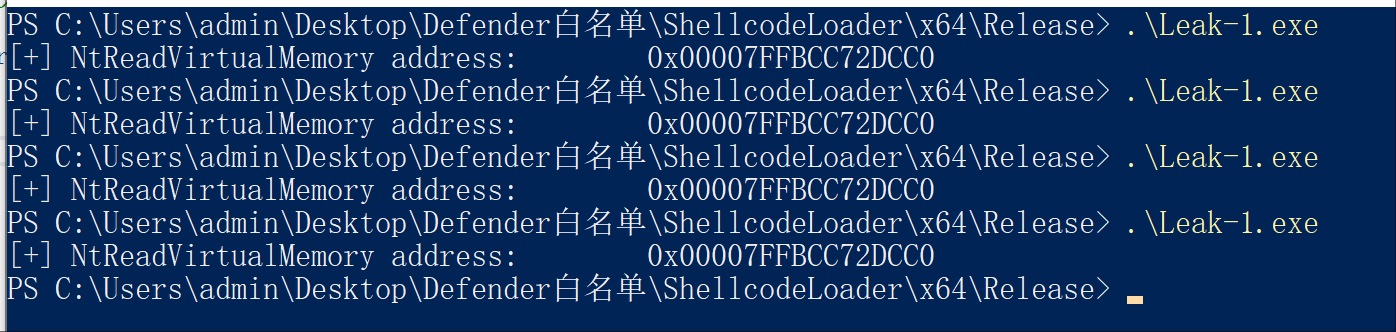 PS C:\Users\admin\Desktop\Defender白名单\ShellcodeLoader\x64\Release> .\Leak-1.exe
[+] NtReadVirtualMemory address:        0x00007FFBCC72DCC0
PS C:\Users\admin\Desktop\Defender白名单\ShellcodeLoader\x64\Release> .\Leak-1.exe
[+] NtReadVirtualMemory address:        0x00007FFBCC72DCC0
PS C:\Users\admin\Desktop\Defender白名单\ShellcodeLoader\x64\Release> .\Leak-1.exe
[+] NtReadVirtualMemory address:        0x00007FFBCC72DCC0
PS C:\Users\admin\Desktop\Defender白名单\ShellcodeLoader\x64\Release> .\Leak-1.exe
[+] NtReadVirtualMemory address:        0x00007FFBCC72DCC0
PS C:\Users\admin\Desktop\Defender白名单\ShellcodeLoader\x64\Release>